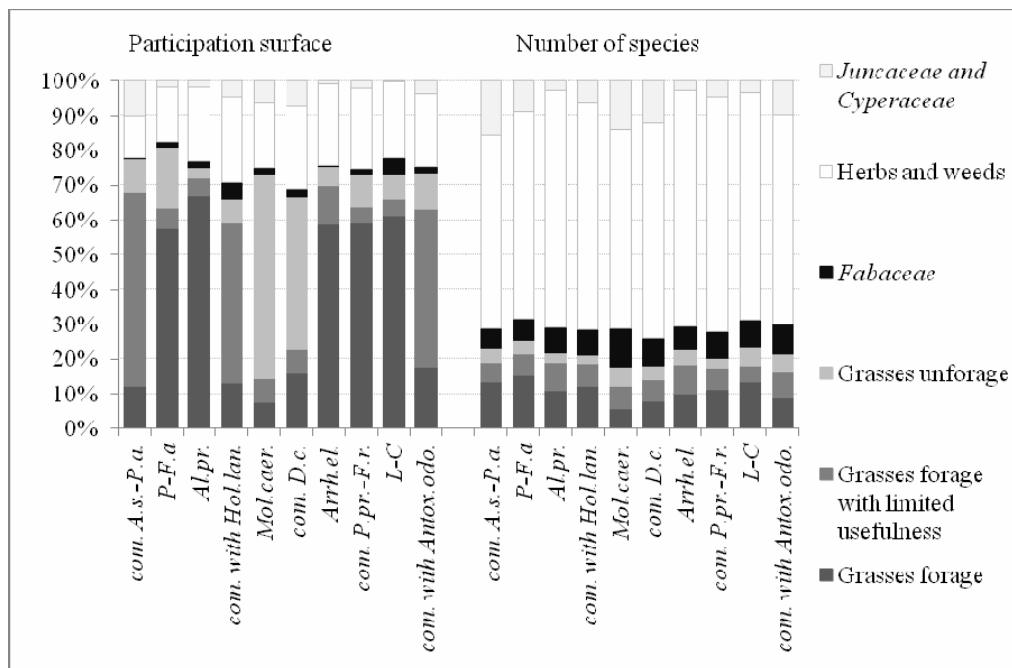 Participation surface
Number of species
100%
90%
80%
70%
60%
50%
40%
30%
20%
10%
0%
com. A.s.-P.a.
P-F.a
Al.pr.
com. with Hol.lan.
Mol.caer.
com. D.c.
Arrh.el.
com. P.pr.-F.r.
L-C
com. with Antox.odo.
com. A.s.-P.a.
P-F.a
Al.pr.
com. with Hol.lan.
Mol.caer.
com. D.c.
Arrh.el.
com. P.pr.-F.r.
L-C
com. with Antox.odo.
Juncaceae and
Cyperaceae
Herbs and weeds
Fabaceae
Grasses unforage
Grasses forage
with limited
usefulness
Grasses forage